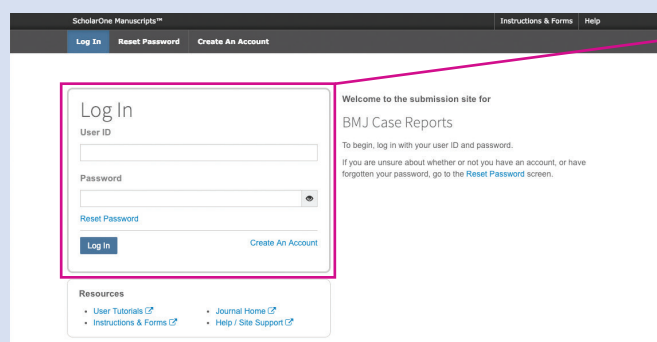 ScholarOne Manuscripts™
Instructions & Forms Help
Log In Reset Password Create An Account
Log In
User ID
Password
Reset Password
Log In Create An Account
Resources
User Tutorials
Instructions & Forms
Journal Home
Help / Site Support
Welcome to the submission site for
BMJ Case Reports
To begin, log in with your user ID and password.
If you are unsure about whether or not you have an account, or have
forgotten your password, go to the Reset Password screen.